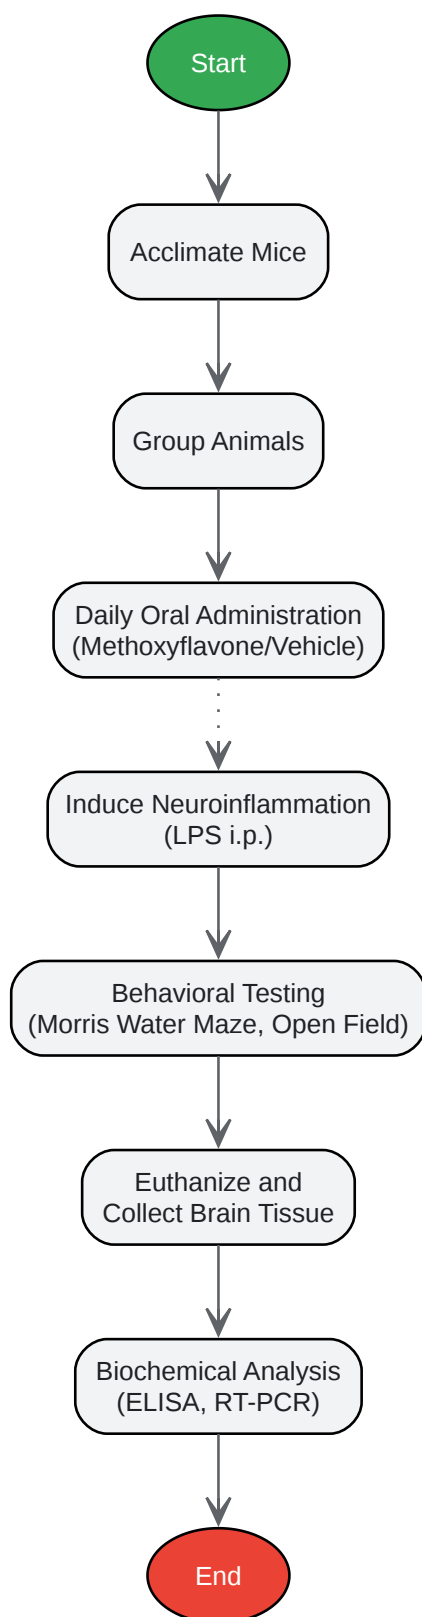 Start
Acclimate Mice
Group Animals
Daily Oral Administration
(Methoxyflavone/Vehicle)
Induce Neuroinflammation
(LPS i.p.)
Behavioral Testing
(Morris Water Maze, Open Field)
Euthanize and
Collect Brain Tissue
Biochemical Analysis
(ELISA, RT-PCR)
End